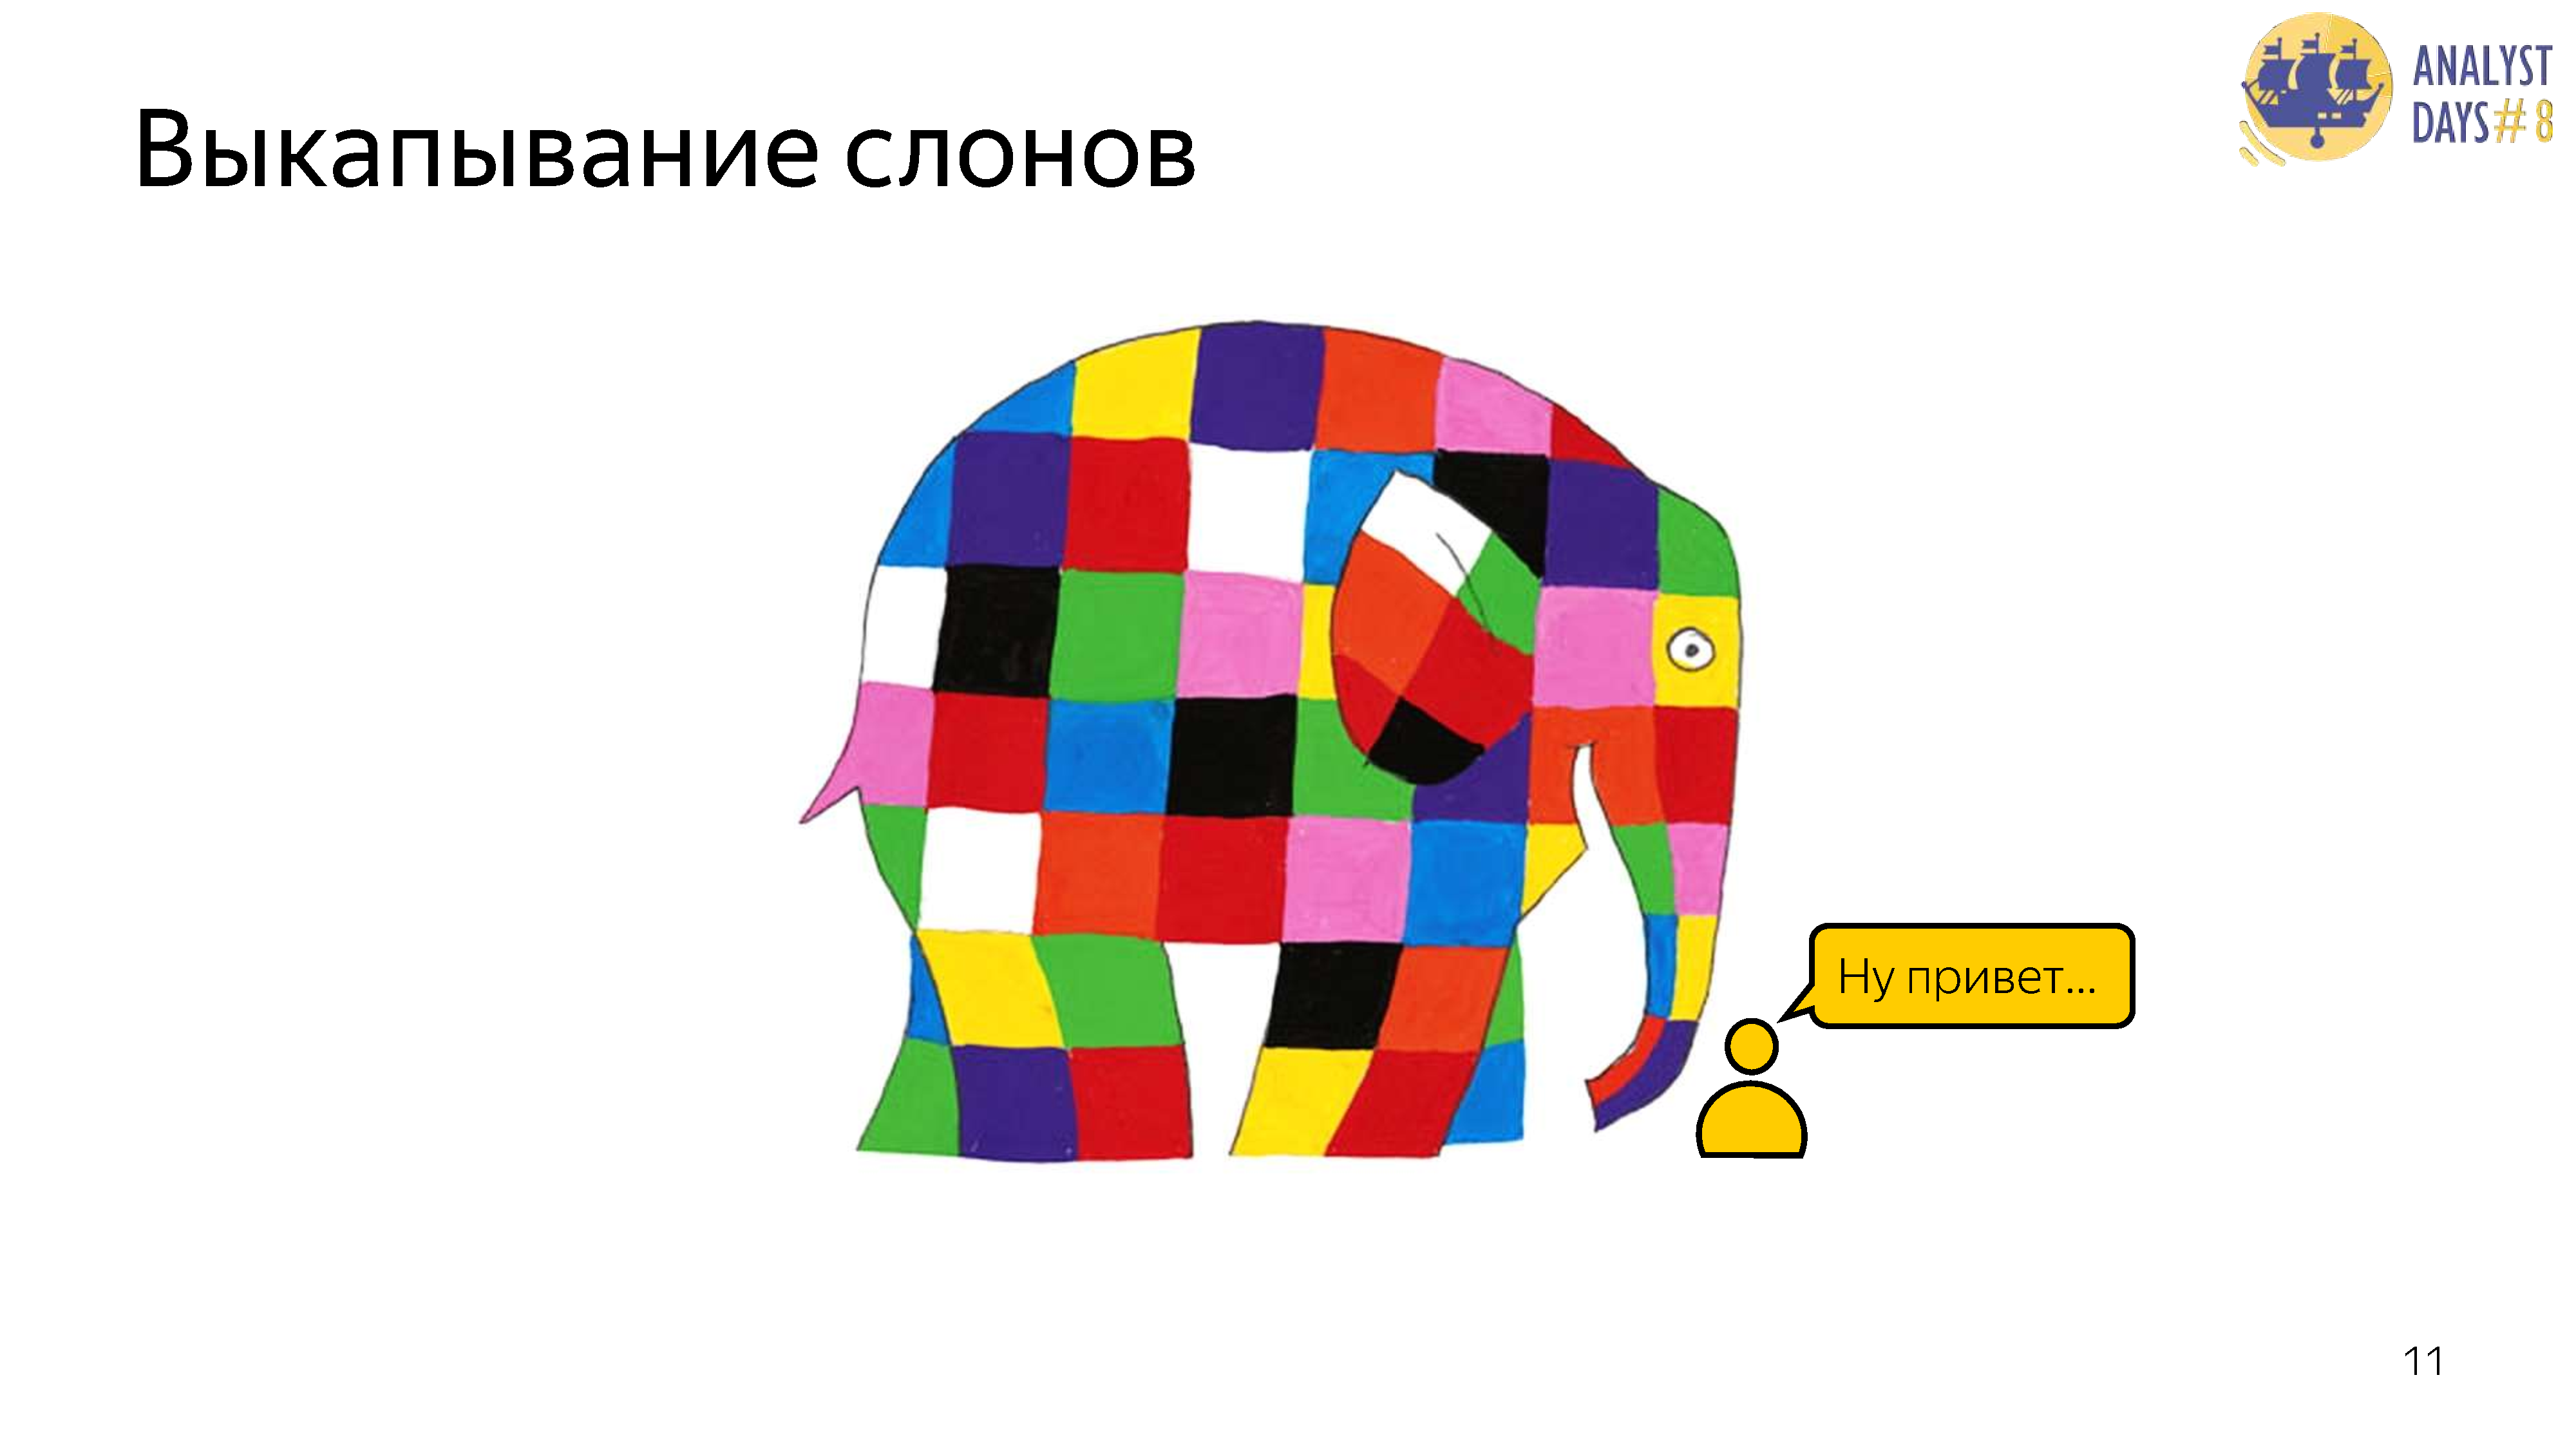 Выкапывание слонов
ANALYST
DAYS#8
Ну привет...
11